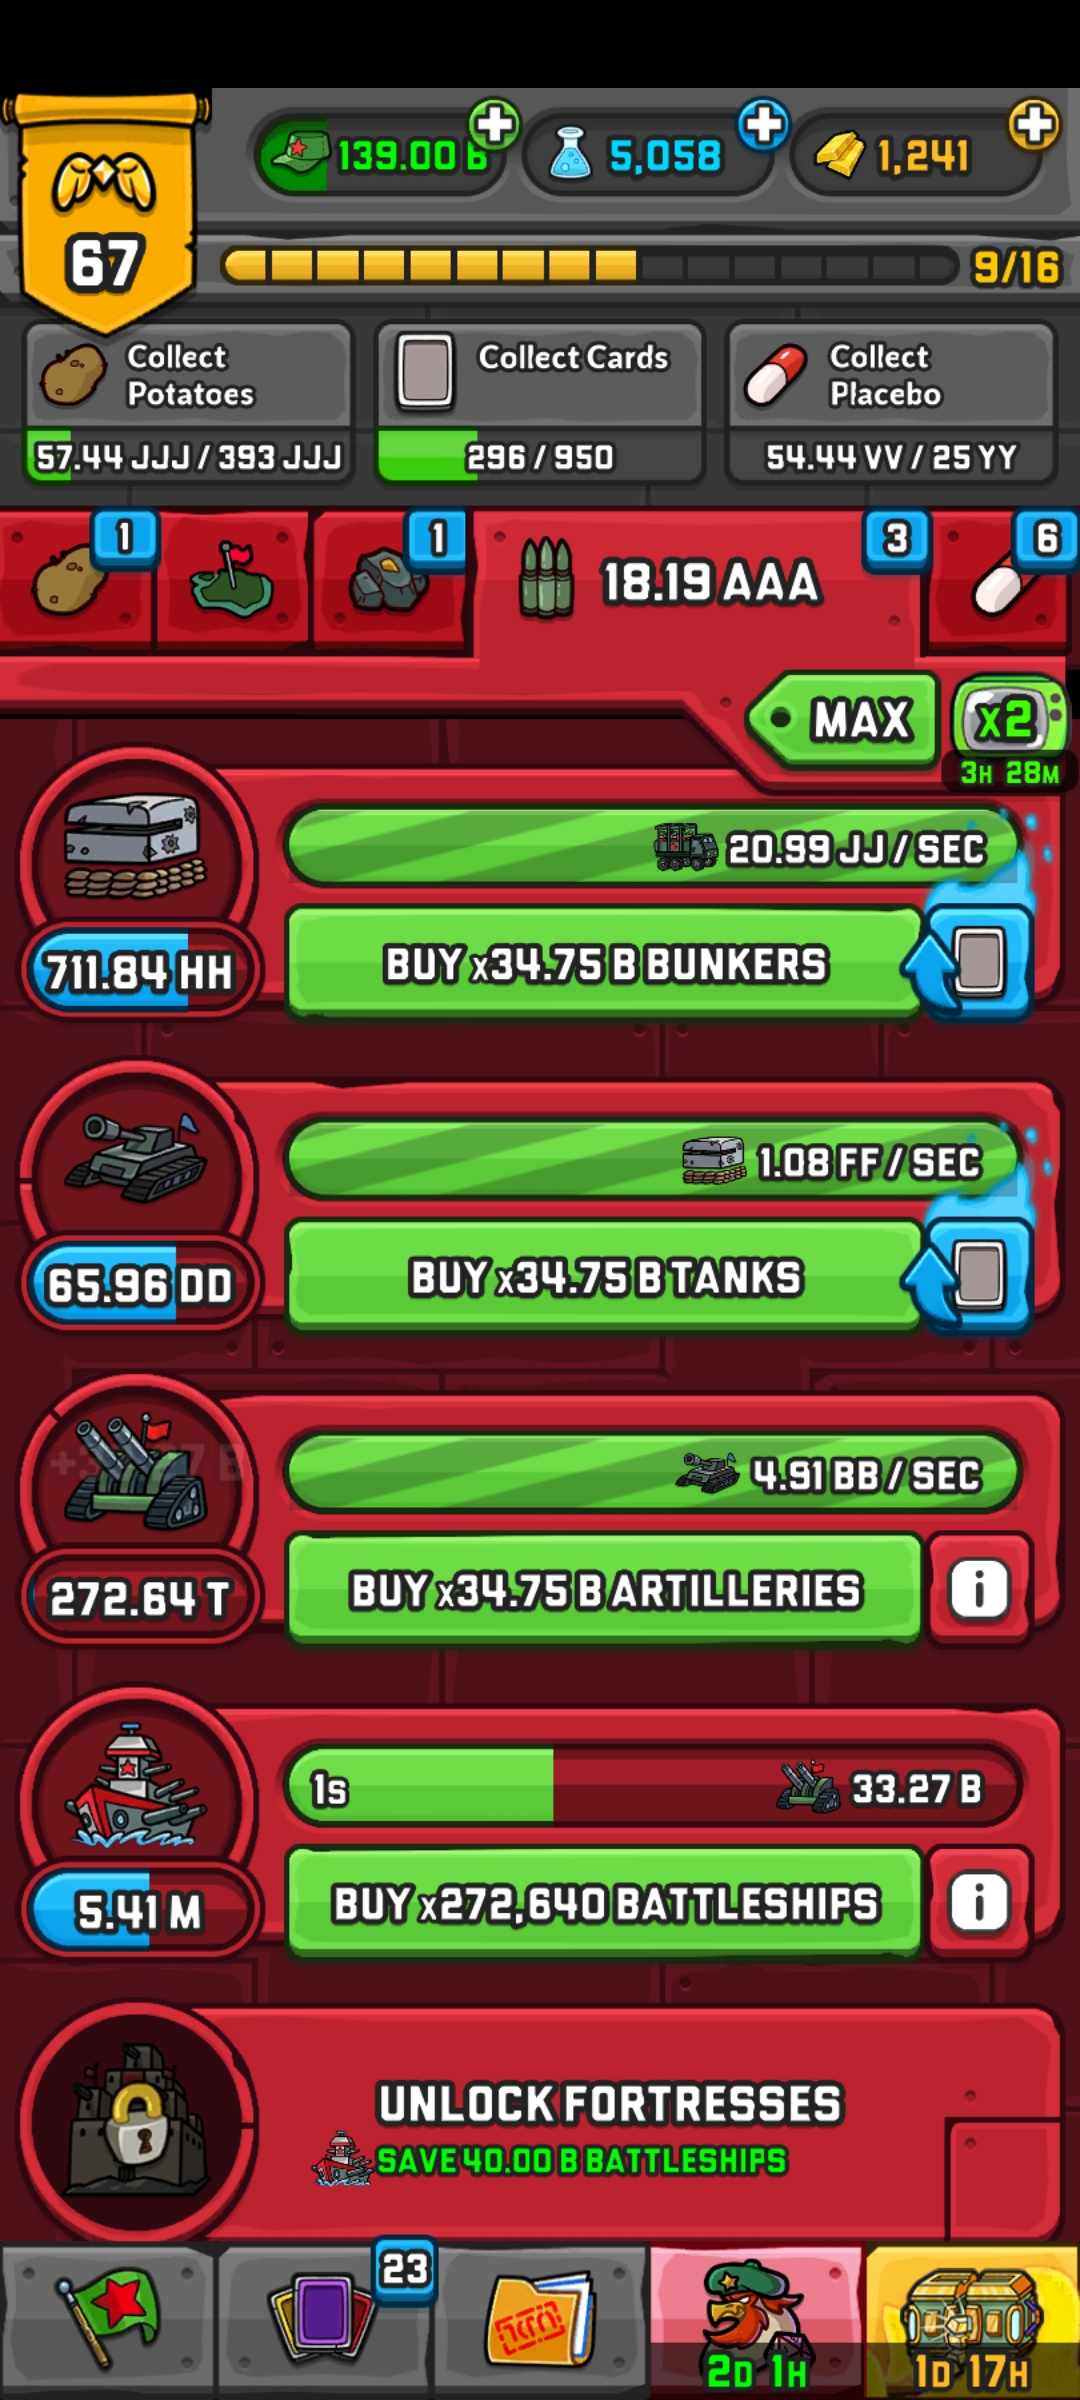 67
139.00 B
5,058
1,241
9/16
Collect
Potatoes
57.44 JJJ / 393 JJJ
Collect Cards
296 / 950
Collect
Placebo
54.44 VV / 25 YY
1
1
18.19 AAA
3
6
MAX
x2
3H 28M
20.99 JJ / SEC
711.84 HH
BUY x34.75 B BUNKERS
1.08 FF / SEC
65.96 DD
BUY x34.75 B TANKS
4.91 BB / SEC
272.64 T
BUY x34.75 B ARTILLERIES
i
1s
33.27 B
5.41 M
BUY x272,640 BATTLESHIPS
i
UNLOCK FORTRESSES
SAVE 40.00 B BATTLESHIPS
23
2D 1H
1D 17H